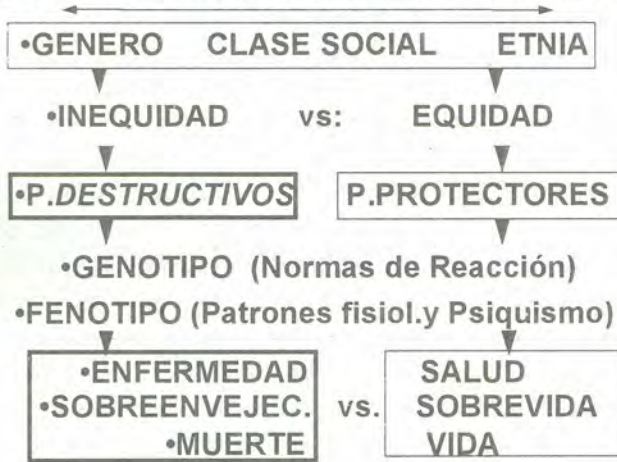 •GENERO CLASE SOCIAL ETNIA
•INEQUIDAD vs: EQUIDAD
•P.DESTRUCTIVOS P.PROTECTORES
•GENOTIPO (Normas de Reacción)
•FENOTIPO (Patrones fisiol.y Psiquismo)
•ENFERMEDAD SALUD
•SOBREENVEJEC. vs. SOBREVIDA
•MUERTE VIDA